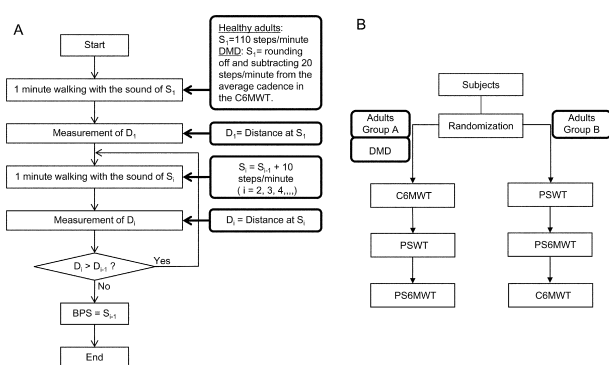 A
Start
Healthy adults:
S₁=110 steps/minute
DMD: S₁= rounding
off and subtracting 20
steps/minute from the
average cadence in
the C6MWT.
1 minute walking with the sound of S₁
Measurement of D₁
D₁= Distance at S₁
1 minute walking with the sound of Sᵢ
Sᵢ = Sᵢ₋₁ + 10
steps/minute
( i = 2, 3, 4,,,,)
Measurement of Dᵢ
Dᵢ = Distance at Sᵢ
Dᵢ > Dᵢ₋₁ ?
Yes
No
BPS = Sᵢ₋₁
End
B
Subjects
Randomization
Adults
Group A
DMD
Adults
Group B
C6MWT
PSWT
PS6MWT
PSWT
PS6MWT
C6MWT